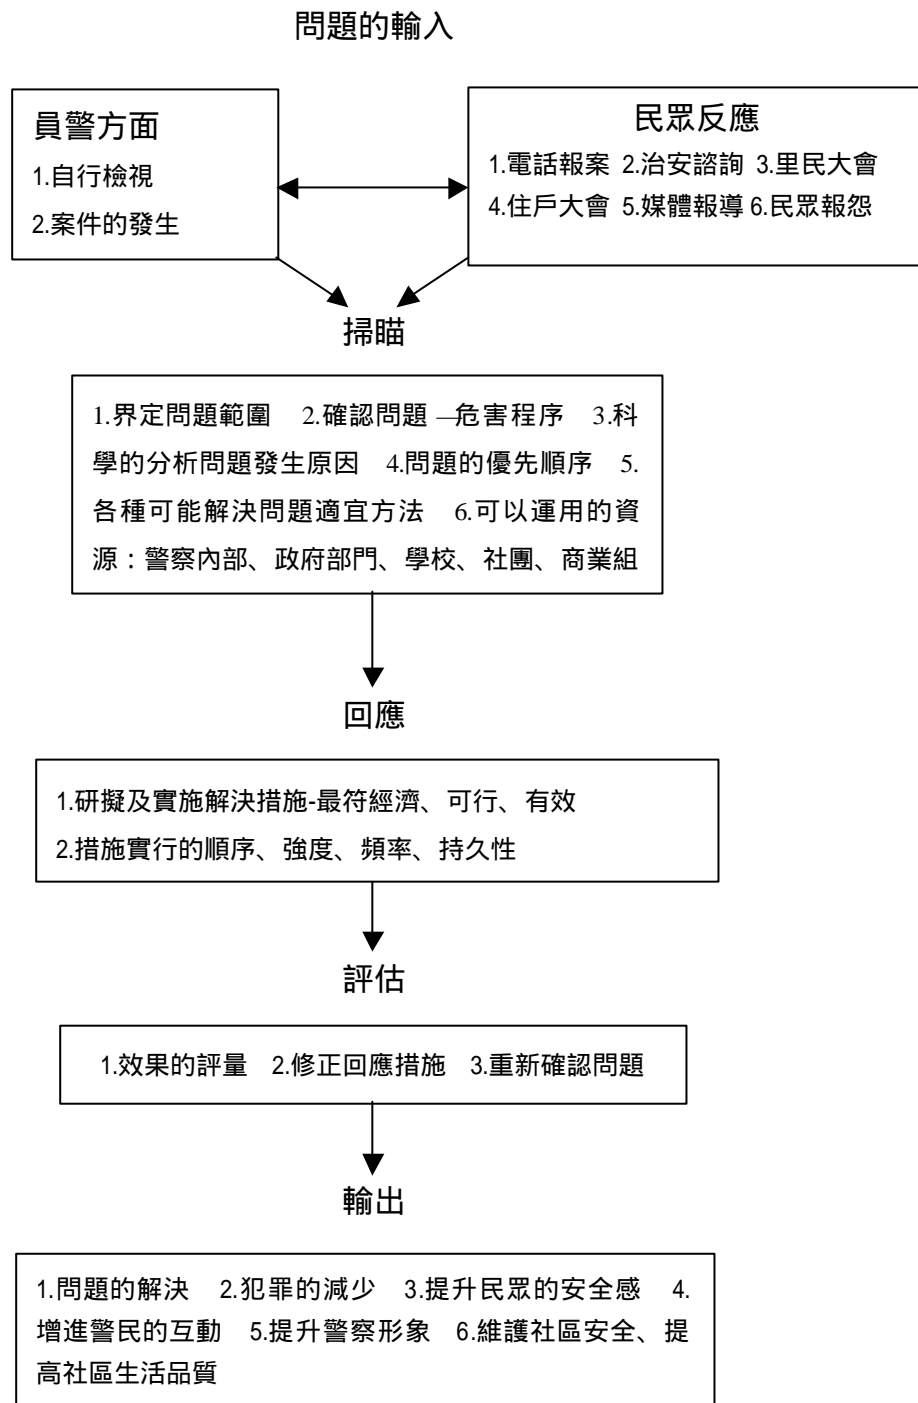 問題的輸入
員警方面
1.自行檢視
2.案件的發生
民眾反應
1.電話報案 2.治安諮詢 3.里民大會
4.住戶大會 5.媒體報導 6.民眾報怨
掃瞄
1.界定問題範圍 2.確認問題—危害程序 3.科
學的分析問題發生原因 4.問題的優先順序 5.
各種可能解決問題適宜方法 6.可以運用的資
源：警察內部、政府部門、學校、社團、商業組
回應
1.研擬及實施解決措施-最符經濟、可行、有效
2.措施實行的順序、強度、頻率、持久性
評估
1.效果的評量 2.修正回應措施 3.重新確認問題
輸出
1.問題的解決 2.犯罪的減少 3.提升民眾的安全感 4.
增進警民的互動 5.提升警察形象 6.維護社區安全、提
高社區生活品質